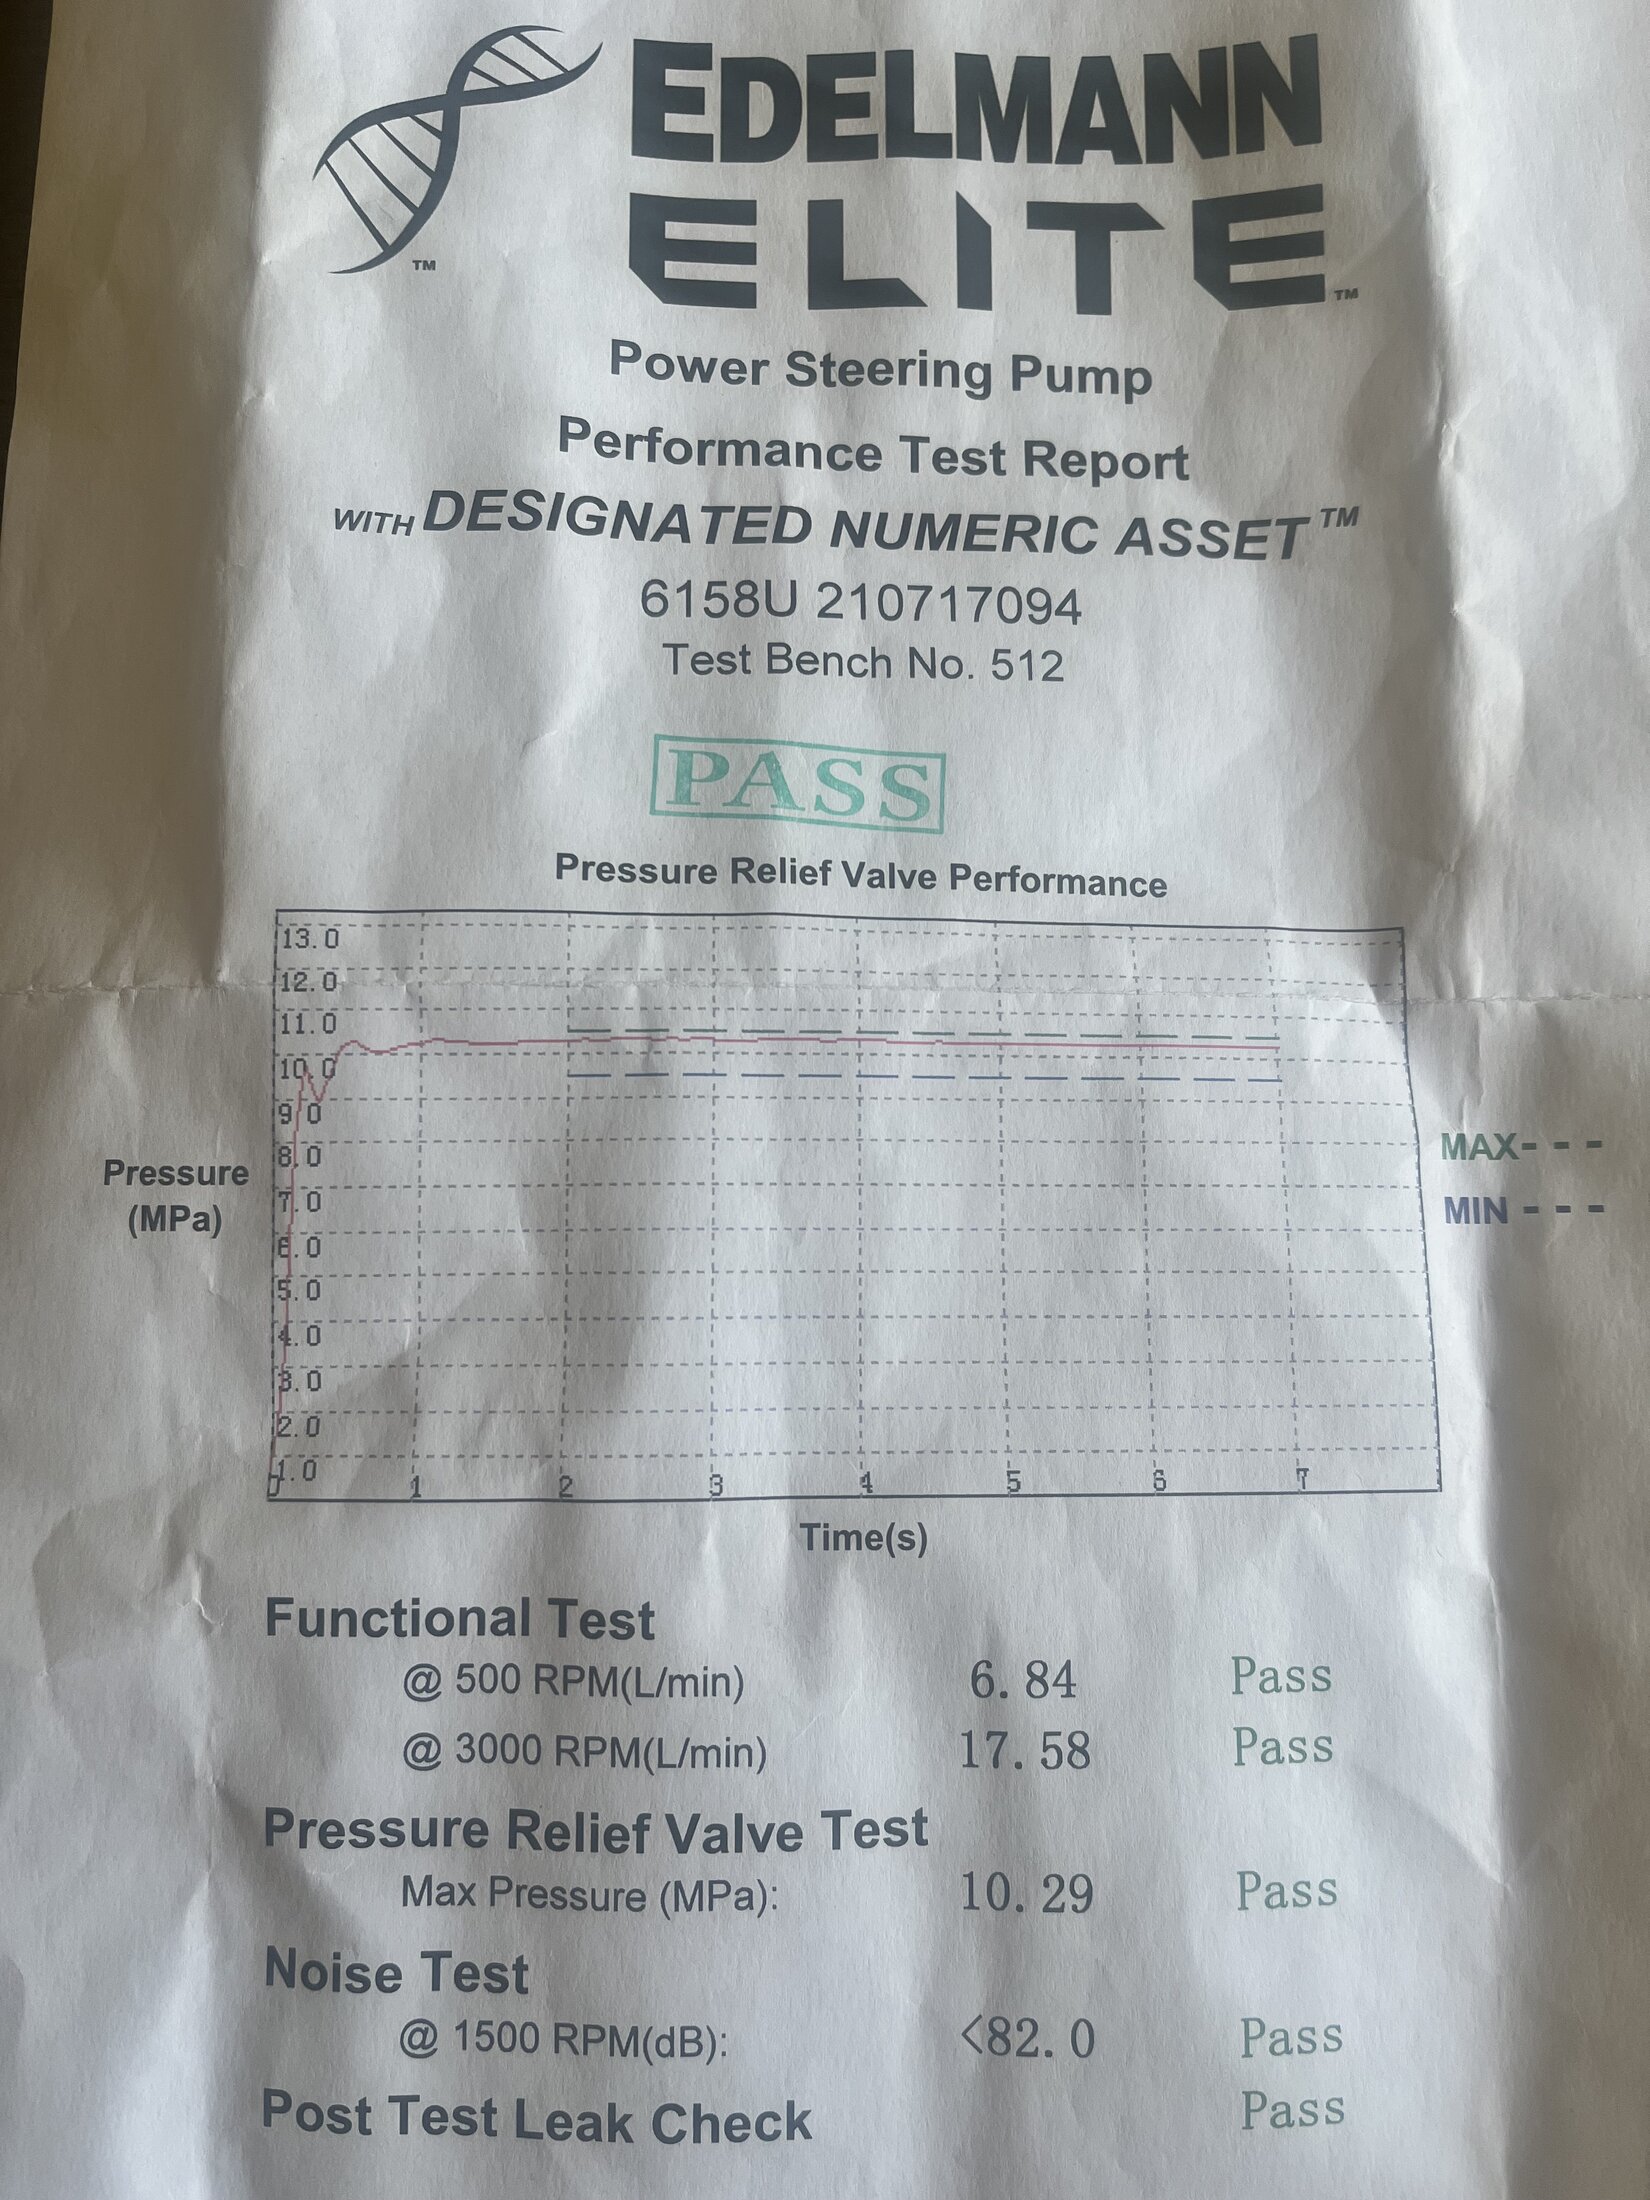 EDELMANN
ELITE™
™
Power Steering Pump
Performance Test Report
WITH DESIGNATED NUMERIC ASSET™
6158U 210717094
Test Bench No. 512
PASS
Pressure Relief Valve Performance
13.0
12.0
11.0
10.0
9.0
8.0
7.0
6.0
5.0
4.0
3.0
2.0
1.0
Pressure
(MPa)
MAX- - -
MIN - - -
0 1 2 3 4 5 6 7
Time(s)
Functional Test
@ 500 RPM(L/min) 6.84 Pass
@ 3000 RPM(L/min) 17.58 Pass
Pressure Relief Valve Test
Max Pressure (MPa): 10.29 Pass
Noise Test
@ 1500 RPM(dB): <82.0 Pass
Post Test Leak Check Pass